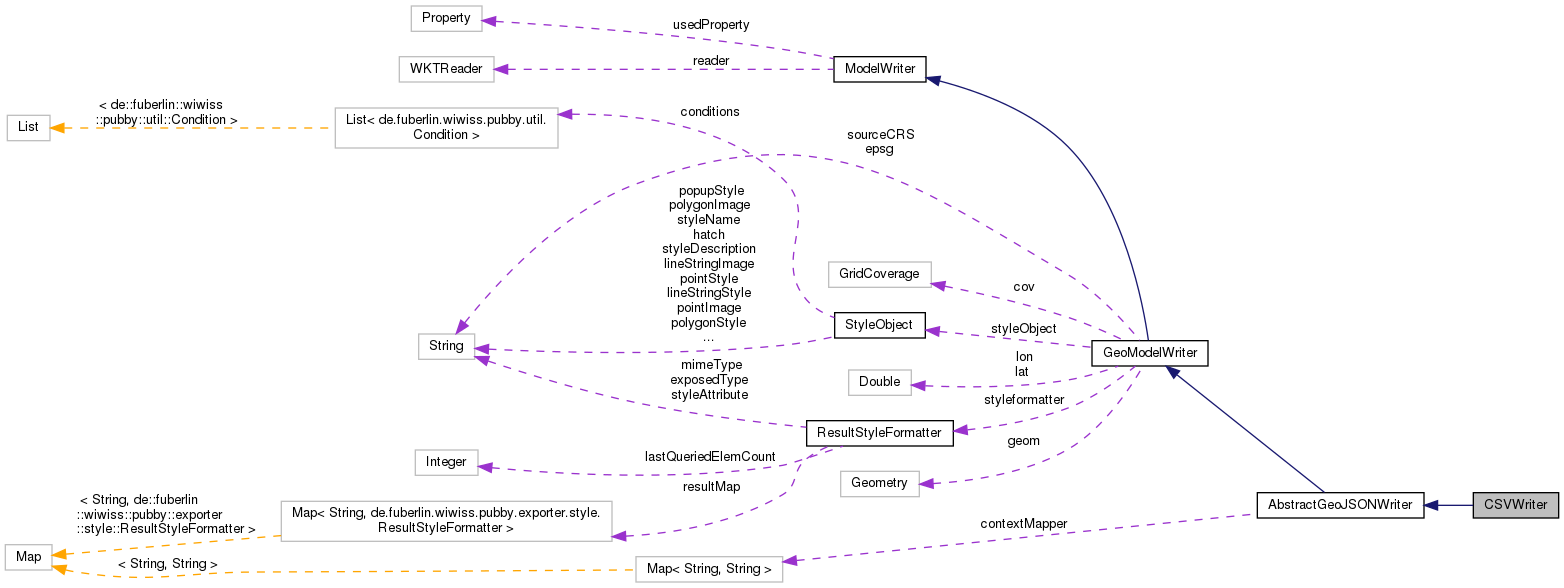 Property
usedProperty
WKTReader
reader
ModelWriter
< de::fuberlin::wiwiss
::pubby::util::Condition >
List
List< de.fuberlin.wiwiss.pubby.util.
Condition >
conditions
sourceCRS
epsg
popupStyle
polygonImage
styleName
hatch
styleDescription
lineStringImage
pointStyle
lineStringStyle
pointImage
polygonStyle
...
GridCoverage
cov
StyleObject
styleObject
String
GeoModelWriter
lon
lat
Double
mimeType
exposedType
styleAttribute
styleformatter
ResultStyleFormatter
geom
Integer
lastQueriedElemCount
Geometry
resultMap
< String, de::fuberlin
::wiwiss::pubby::exporter
::style::ResultStyleFormatter >
Map< String, de.fuberlin.wiwiss.pubby.exporter.style.
ResultStyleFormatter >
AbstractGeoJSONWriter
CSVWriter
contextMapper
Map
< String, String >
Map< String, String >